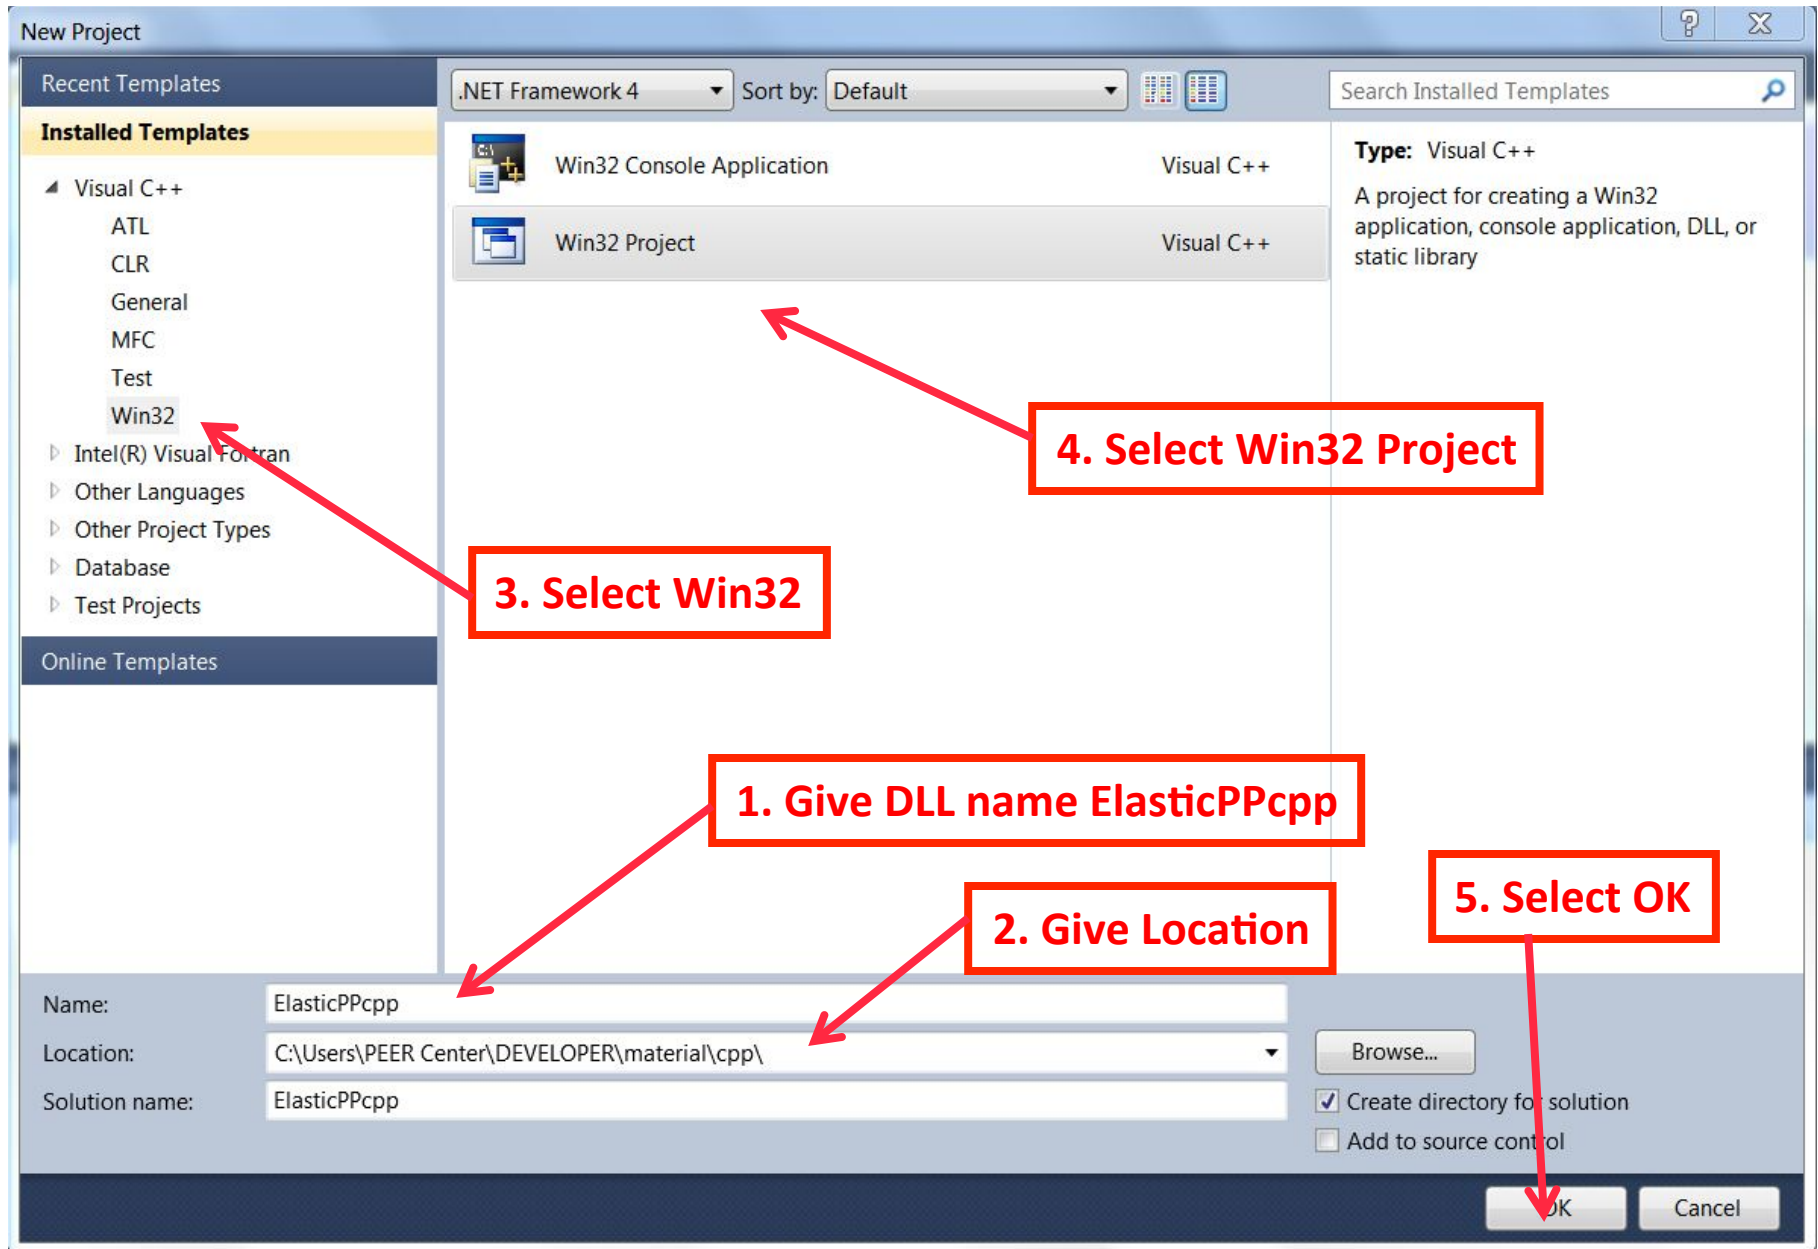 New Project
Recent Templates
Installed Templates
Visual C++
ATL
CLR
General
MFC
Test
Win32
Intel(R) Visual Fortran
Other Languages
Other Project Types
Database
Test Projects
Online Templates
.NET Framework 4
Sort by: Default
Search Installed Templates
Win32 Console Application Visual C++
Win32 Project Visual C++
Type: Visual C++
A project for creating a Win32
application, console application, DLL, or
static library
4. Select Win32 Project
3. Select Win32
1. Give DLL name ElasticPPcpp
2. Give Location
5. Select OK
Name: ElasticPPcpp
Location: C:\Users\PEER Center\DEVELOPER\material\cpp\
Browse...
Solution name: ElasticPPcpp
Create directory for solution
Add to source control
OK
Cancel